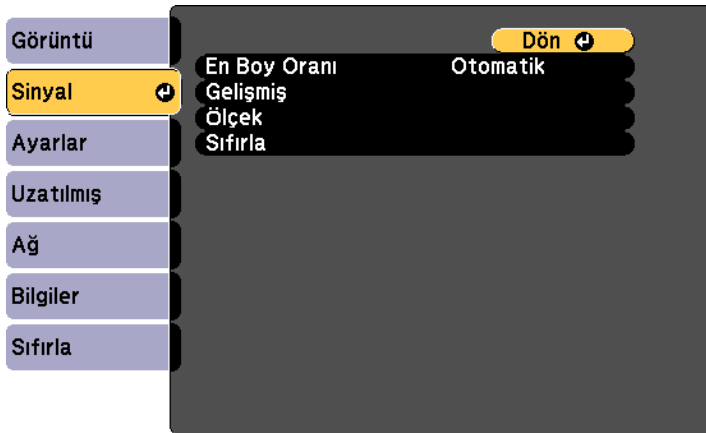 Görüntü
Sinyal
Ayarlar
Uzatılmış
Ağ
Bilgiler
Sıfırla
Dön
En Boy Oranı Otomatik
Gelişmiş
Ölçek
Sıfırla